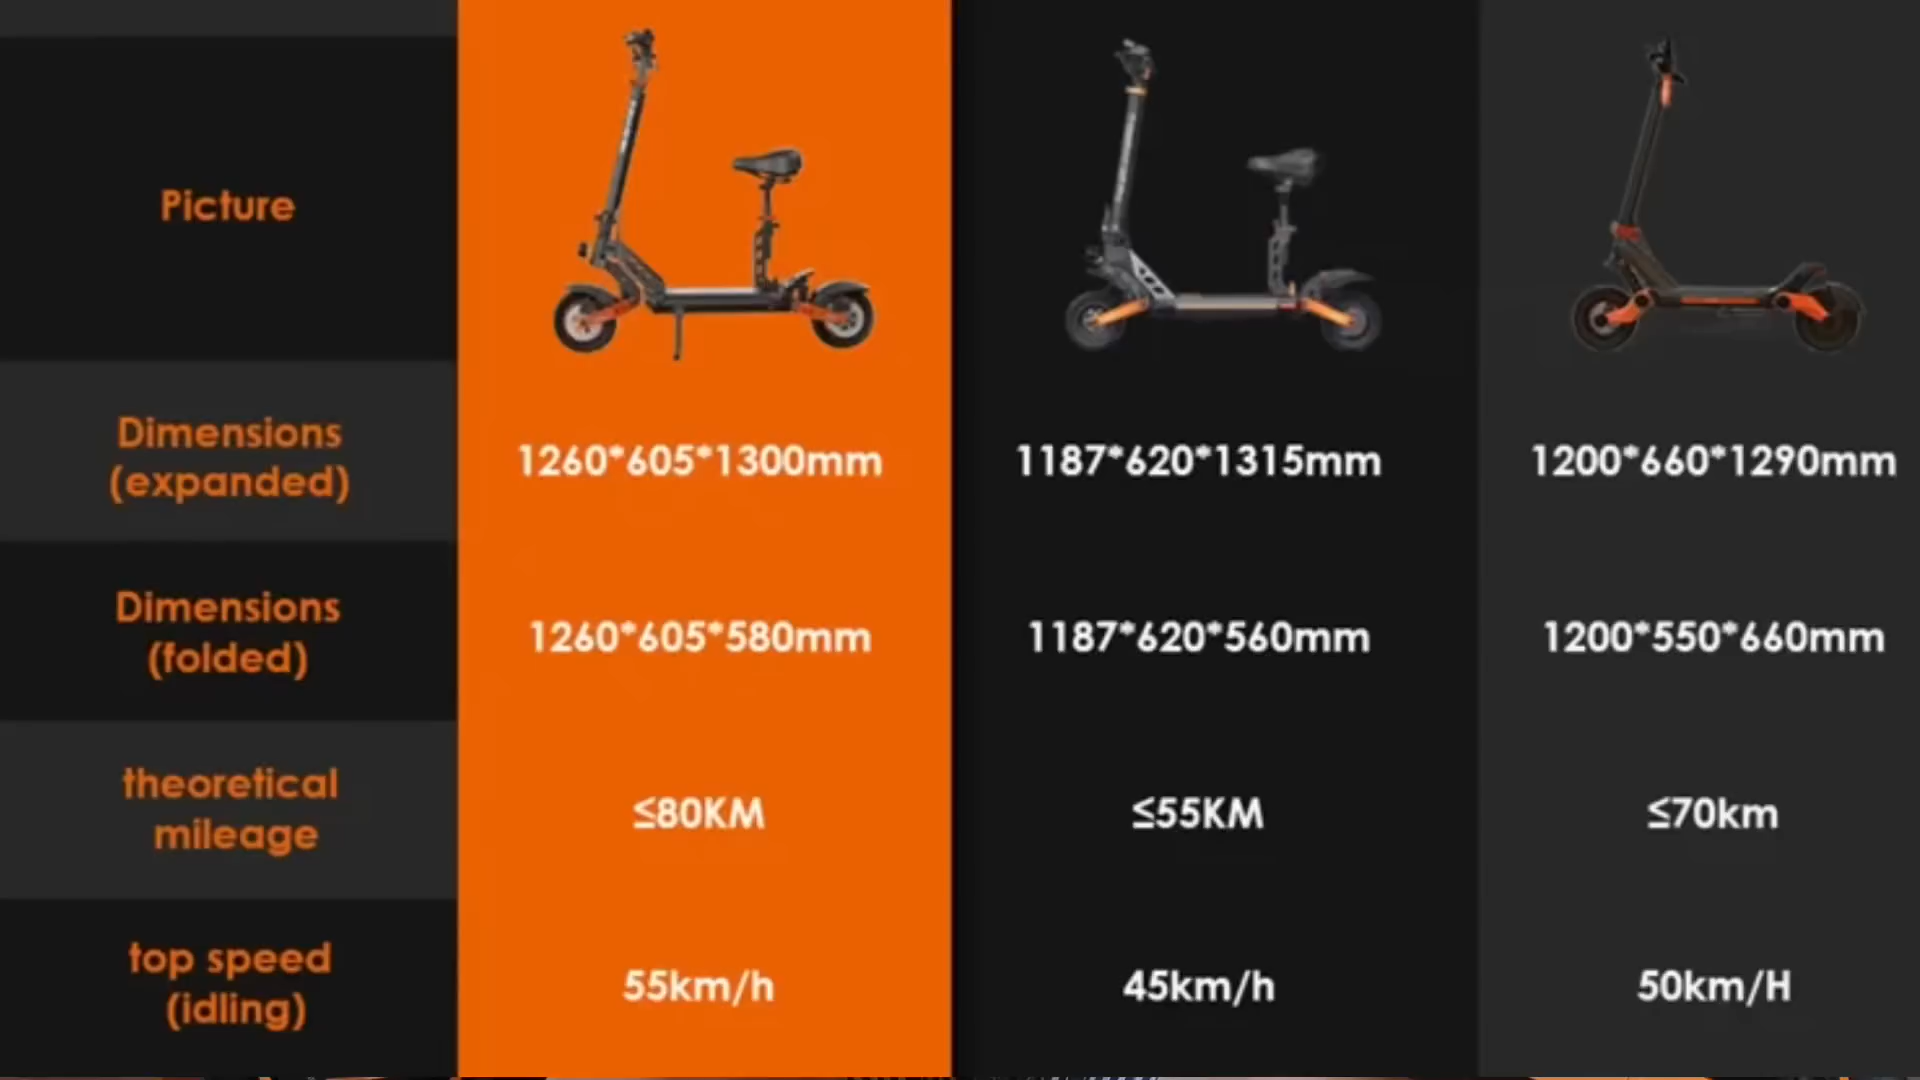 Picture
Dimensions
(expanded)
1260*605*1300mm
1187*620*1315mm
1200*660*1290mm
Dimensions
(folded)
1260*605*580mm
1187*620*560mm
1200*550*660mm
theoretical
mileage
≤80KM
≤55KM
≤70km
top speed
(idling)
55km/h
45km/h
50km/H